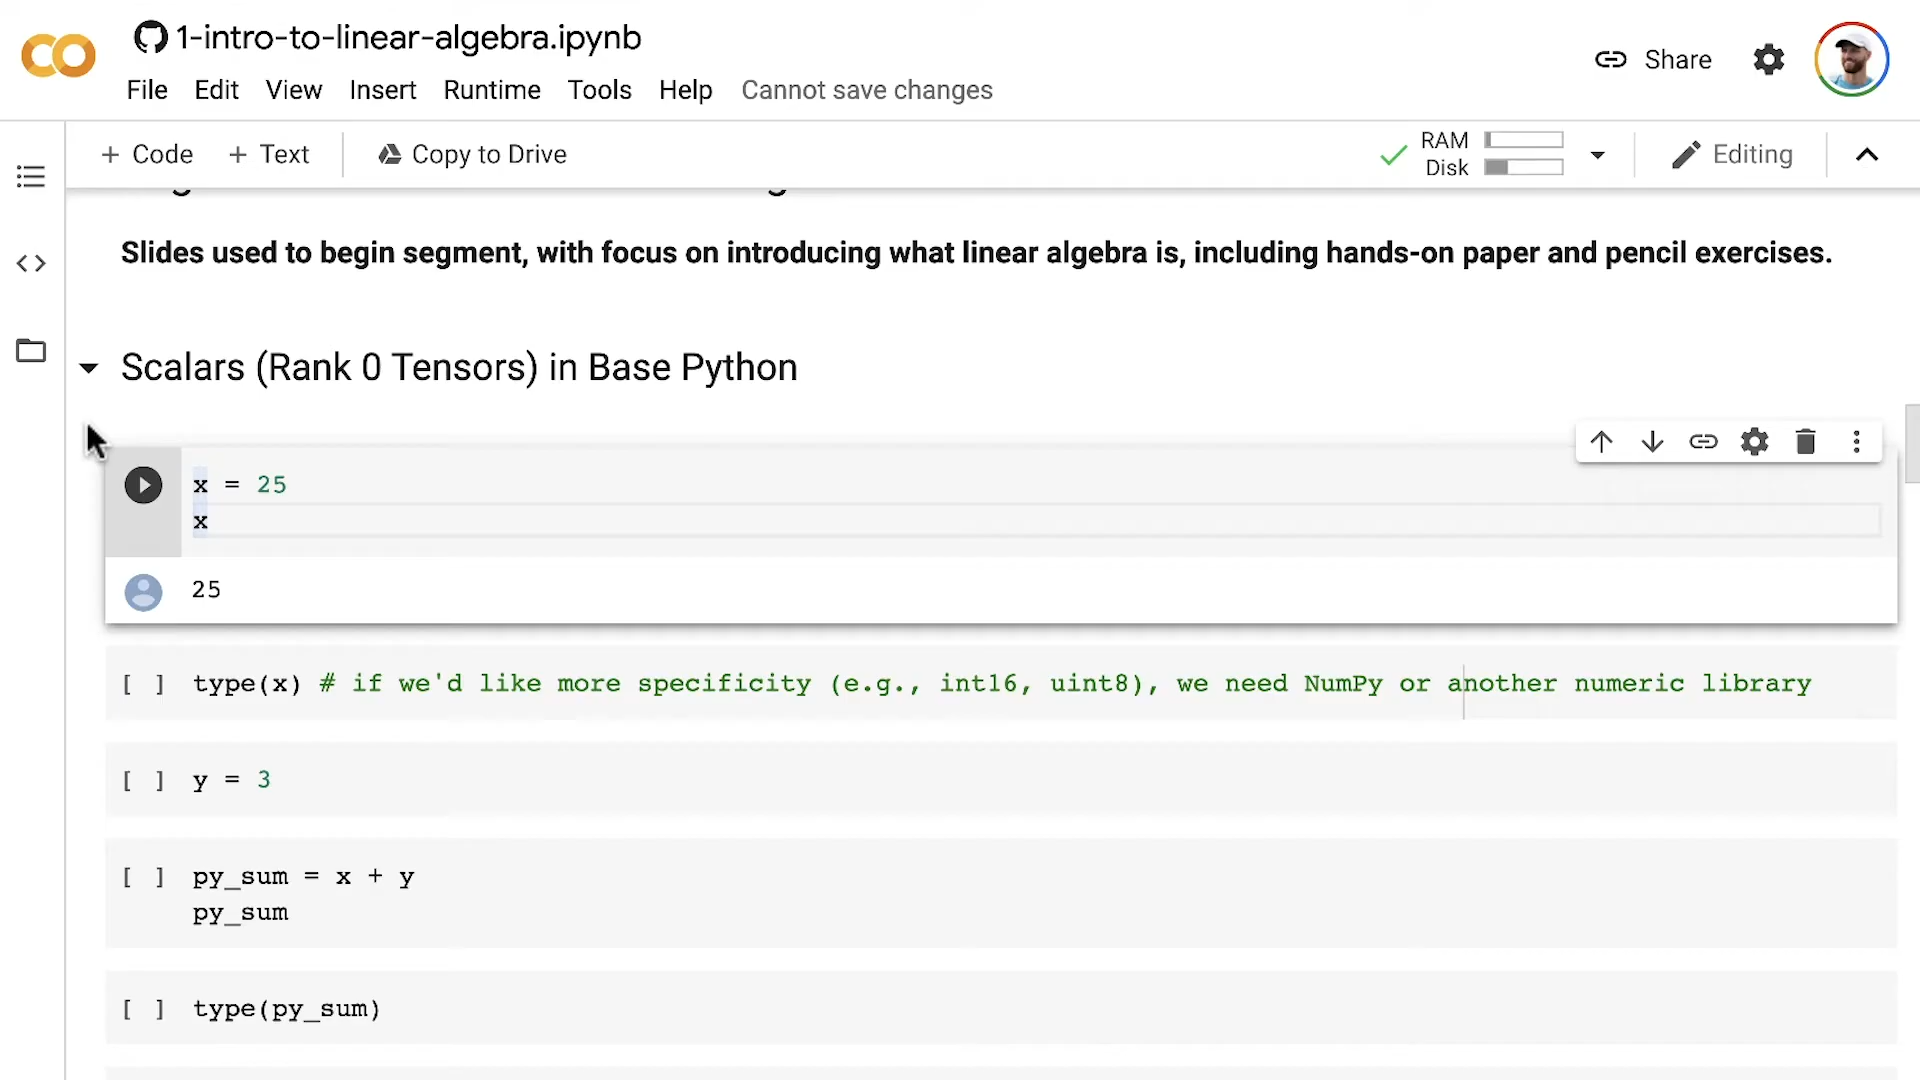 1-intro-to-linear-algebra.ipynb
File Edit View Insert Runtime Tools Help Cannot save changes
Share
+ Code + Text Copy to Drive
RAM
Disk
Editing
Slides used to begin segment, with focus on introducing what linear algebra is, including hands-on paper and pencil exercises.
Scalars (Rank 0 Tensors) in Base Python
x = 25
x
25
[ ] type(x) # if we'd like more specificity (e.g., int16, uint8), we need NumPy or another numeric library
[ ] y = 3
[ ] py_sum = x + y
py_sum
[ ] type(py_sum)